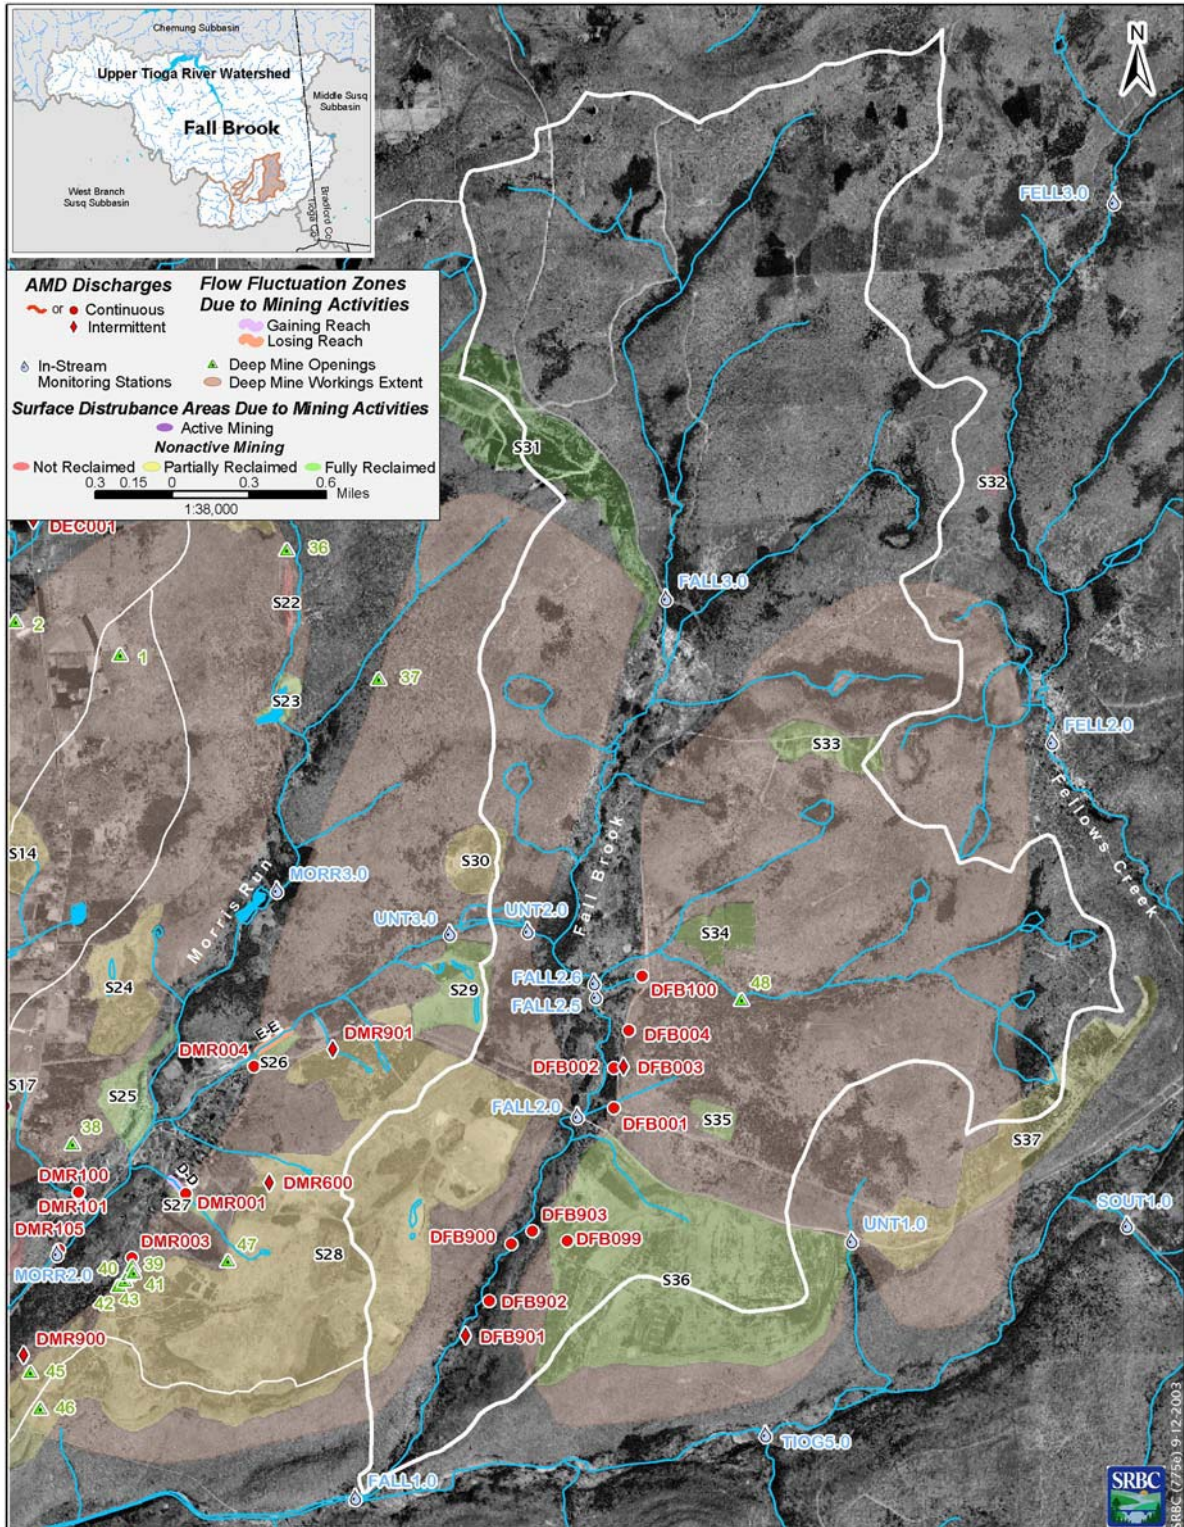 Chemung Subbasin
Upper Tioga River Watershed
Middle Susq
Subbasin
Fall Brook
West Branch
Susq Subbasin
Bradford Co
Tioga Co
N
AMD Discharges
or Continuous
Intermittent
Flow Fluctuation Zones
Due to Mining Activities
Gaining Reach
Losing Reach
In-Stream
Monitoring Stations
Deep Mine Openings
Deep Mine Workings Extent
Surface Distrubance Areas Due to Mining Activities
Active Mining
Nonactive Mining
Not Reclaimed Partially Reclaimed Fully Reclaimed
0.3 0.15 0 0.3 0.6
Miles
1:38,000
FELL3.0
S31
S32
DEC001
36
S22
FALL3.0
2
1
37
S23
S33
FELL2.0
Fellows Creek
S14
S30
Fall Brook
MORR3.0
Morris Run
UNT3.0
UNT2.0
S34
S24
S29
FALL2.6
FALL2.5
DFB100
48
E-E
DMR901
DMR004
S26
DFB004
DFB002
DFB003
S17
S25
FALL2.0
DFB001
S35
38
S37
DMR100
DMR101
D-D
DMR600
S27
DMR001
SOUT1.0
DMR105
MORR2.0
DMR003
DFB903
DFB900
DFB099
UNT1.0
40
39
47
S28
41
42
43
S36
DFB902
DFB901
DMR900
45
46
TIOG5.0
FALL1.0
SRBC
SRBC (775e) 9-12-2003